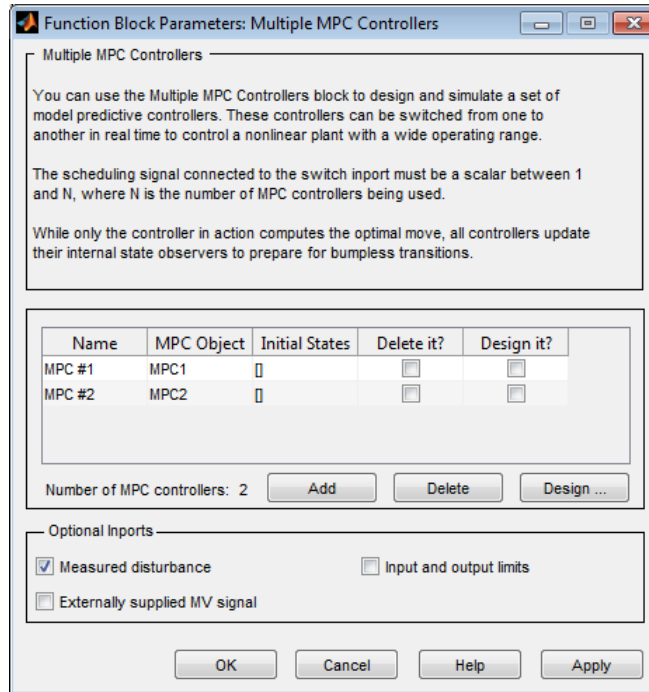 Function Block Parameters: Multiple MPC Controllers
Multiple MPC Controllers
You can use the Multiple MPC Controllers block to design and simulate a set of
model predictive controllers. These controllers can be switched from one to
another in real time to control a nonlinear plant with a wide operating range.
The scheduling signal connected to the switch inport must be a scalar between 1
and N, where N is the number of MPC controllers being used.
While only the controller in action computes the optimal move, all controllers update
their internal state observers to prepare for bumpless transitions.
Name MPC Object Initial States Delete it? Design it?
MPC #1 MPC1 []
MPC #2 MPC2 []
Number of MPC controllers: 2 Add Delete Design ...
Optional Inports
Measured disturbance Input and output limits
Externally supplied MV signal
OK Cancel Help Apply